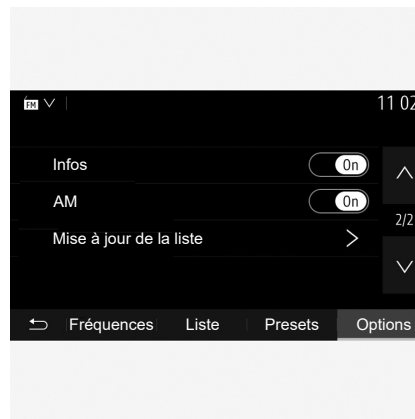 FM 11 02
Infos On
AM On
2/2
Mise à jour de la liste
Fréquences Liste Presets Options